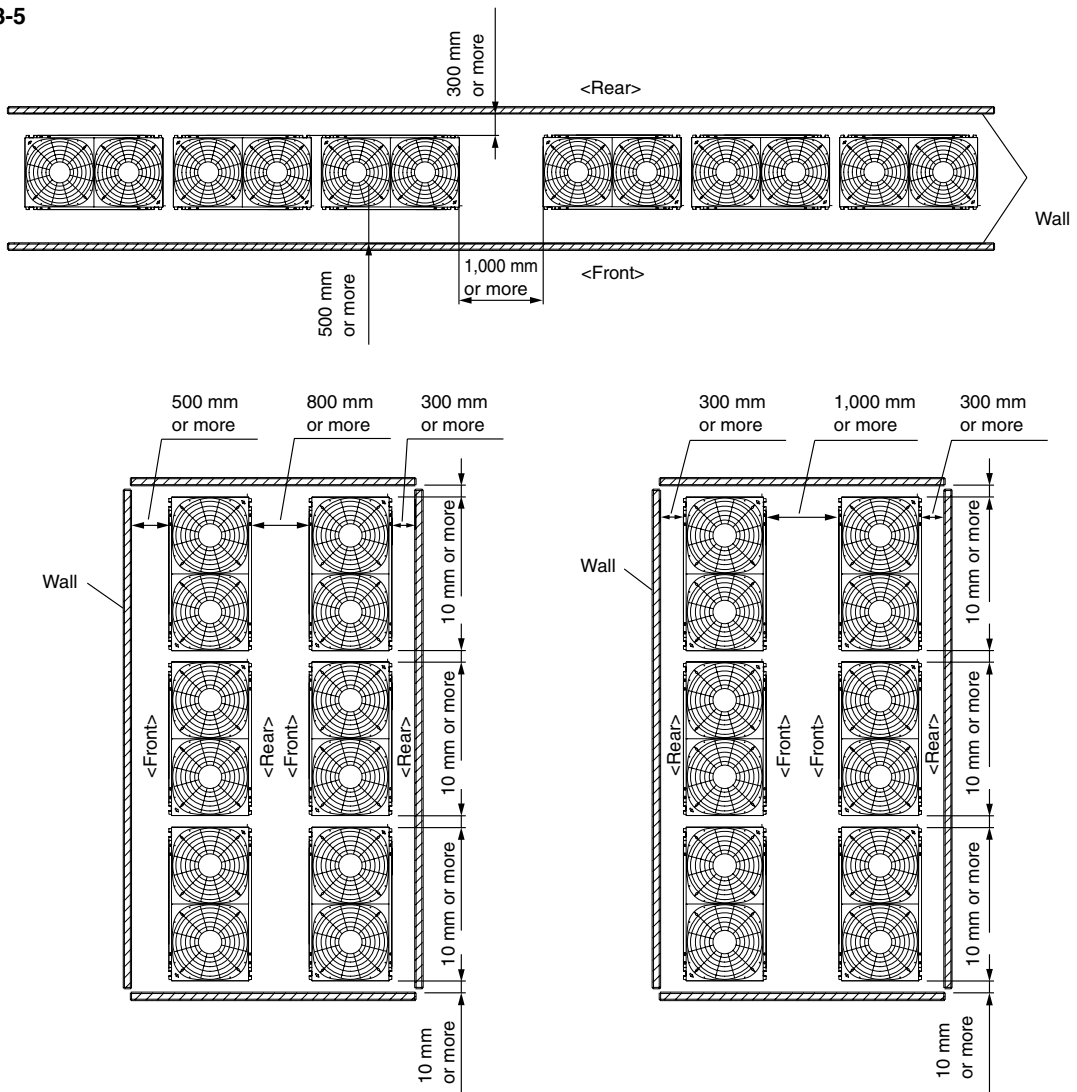 3-5
300 mm
or more
<Rear>
Wall
500 mm
or more
1,000 mm
or more
<Front>
500 mm
or more
800 mm
or more
300 mm
or more
Wall
<Front>
<Rear>
<Front>
<Rear>
10 mm or more
10 mm or more
10 mm or more
10 mm
or more
300 mm
or more
1,000 mm
or more
300 mm
or more
Wall
<Rear>
<Front>
<Front>
<Rear>
10 mm or more
10 mm or more
10 mm or more
10 mm
or more